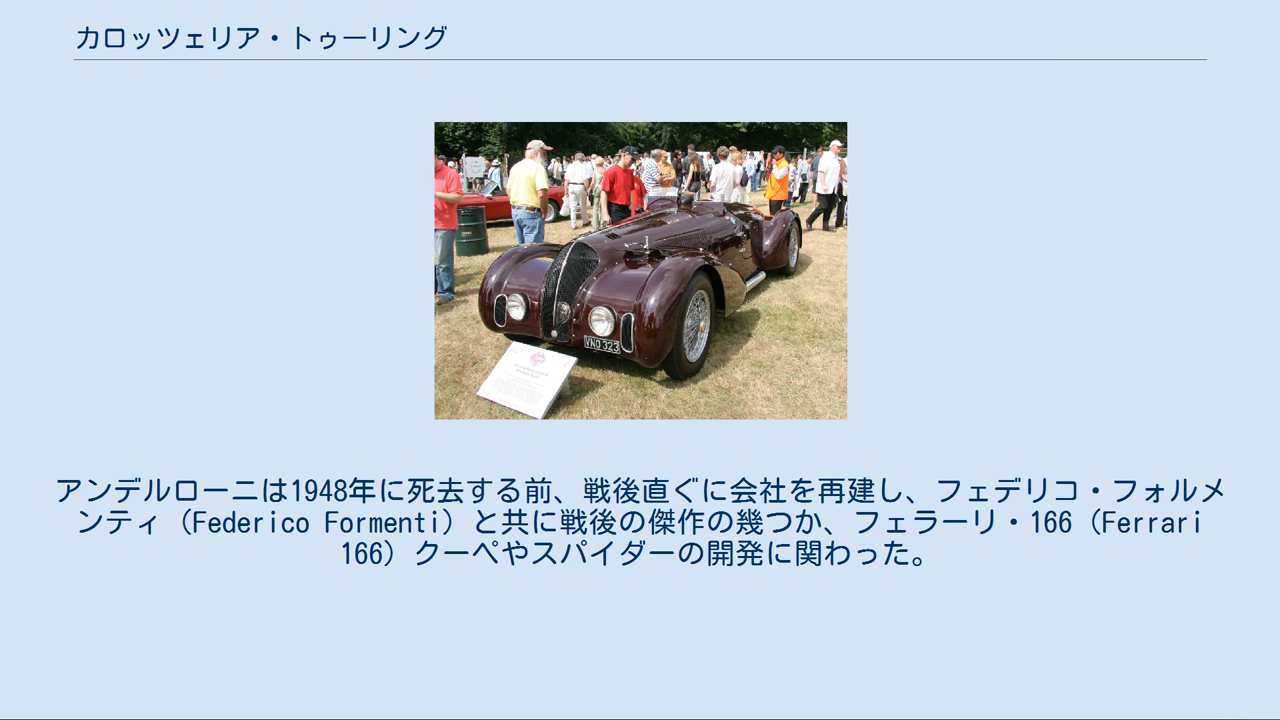 カロッツェリア・トゥーリング
VNO 323
アンデルローニは1948年に死去する前、戦後直ぐに会社を再建し、フェデリコ・フォルメ
ンティ（Federico Formenti）と共に戦後の傑作の幾つか、フェラーリ・166（Ferrari
166）クーペやスパイダーの開発に関わった。